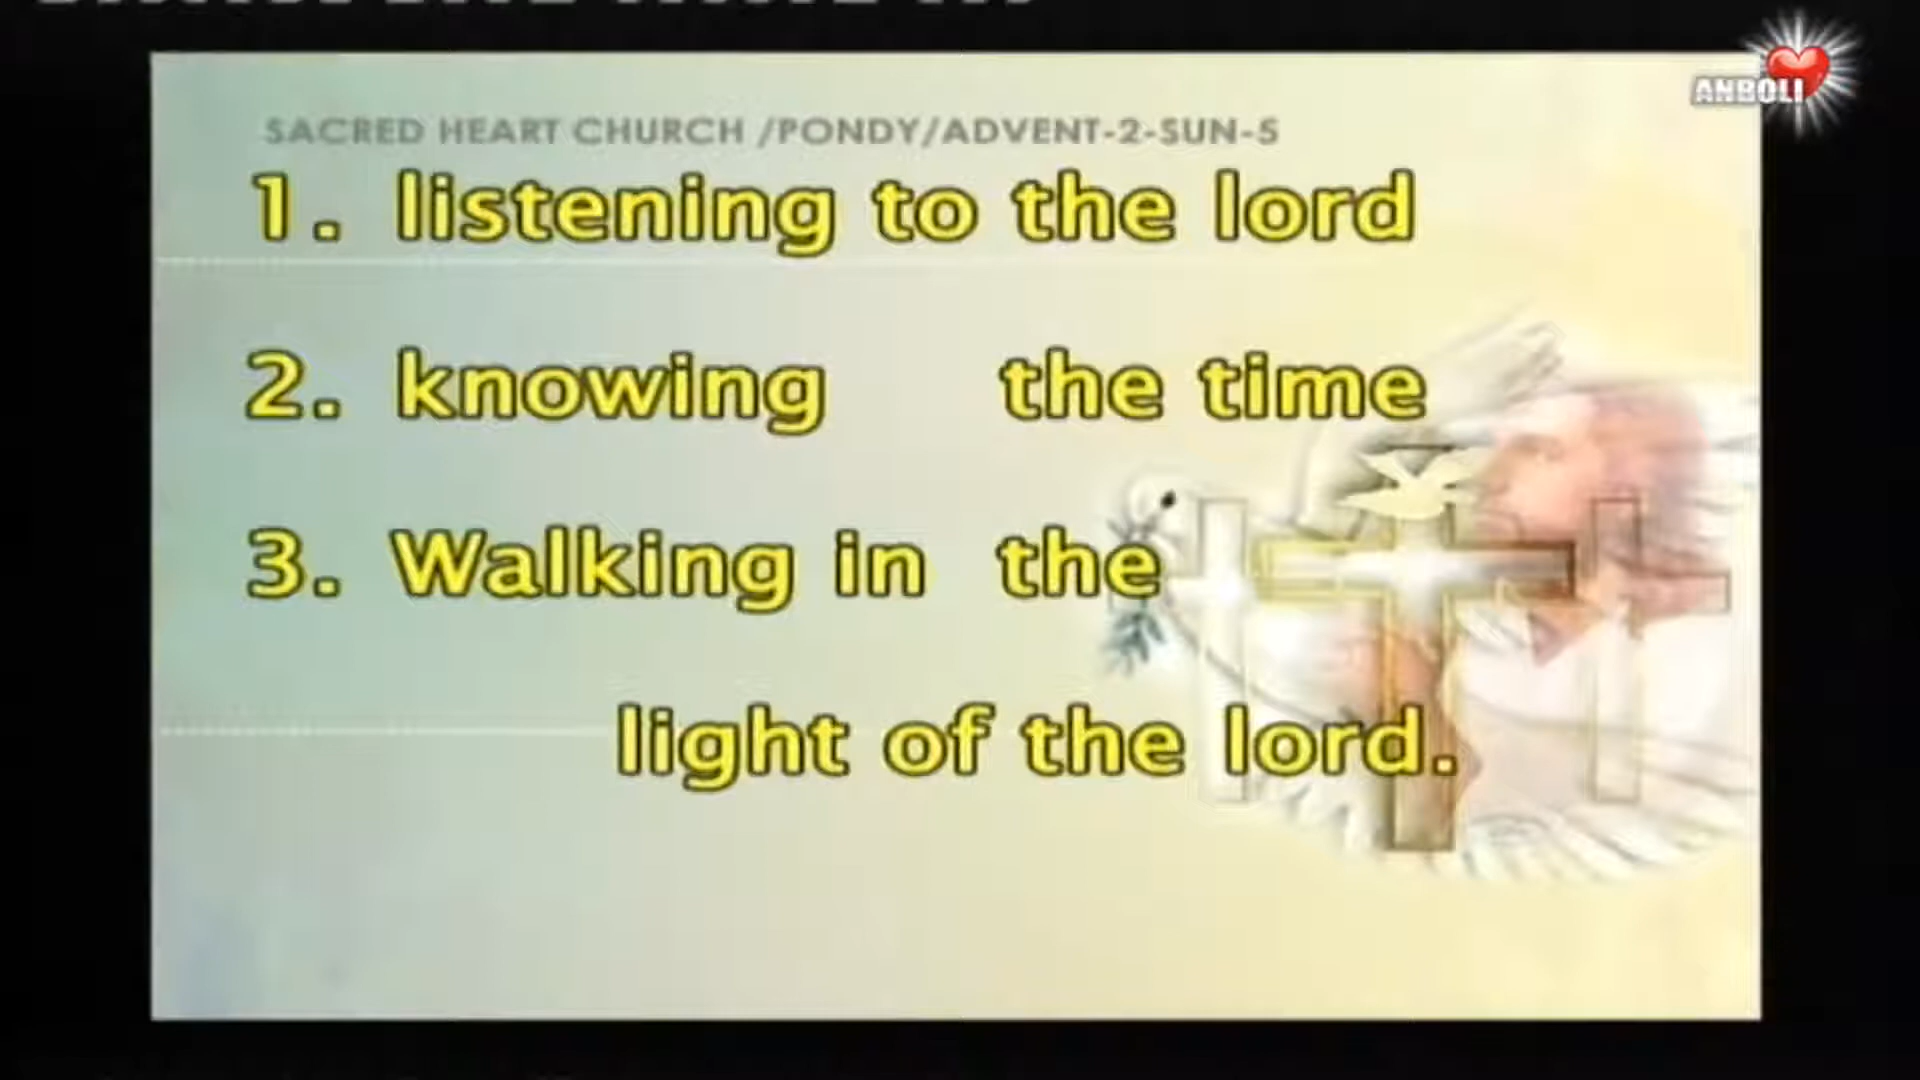 ANBOLI
SACRED HEART CHURCH /PONDY/ADVENT-2-SUN-5
1. listening to the lord
2. knowing the time
3. Walking in the
light of the lord.